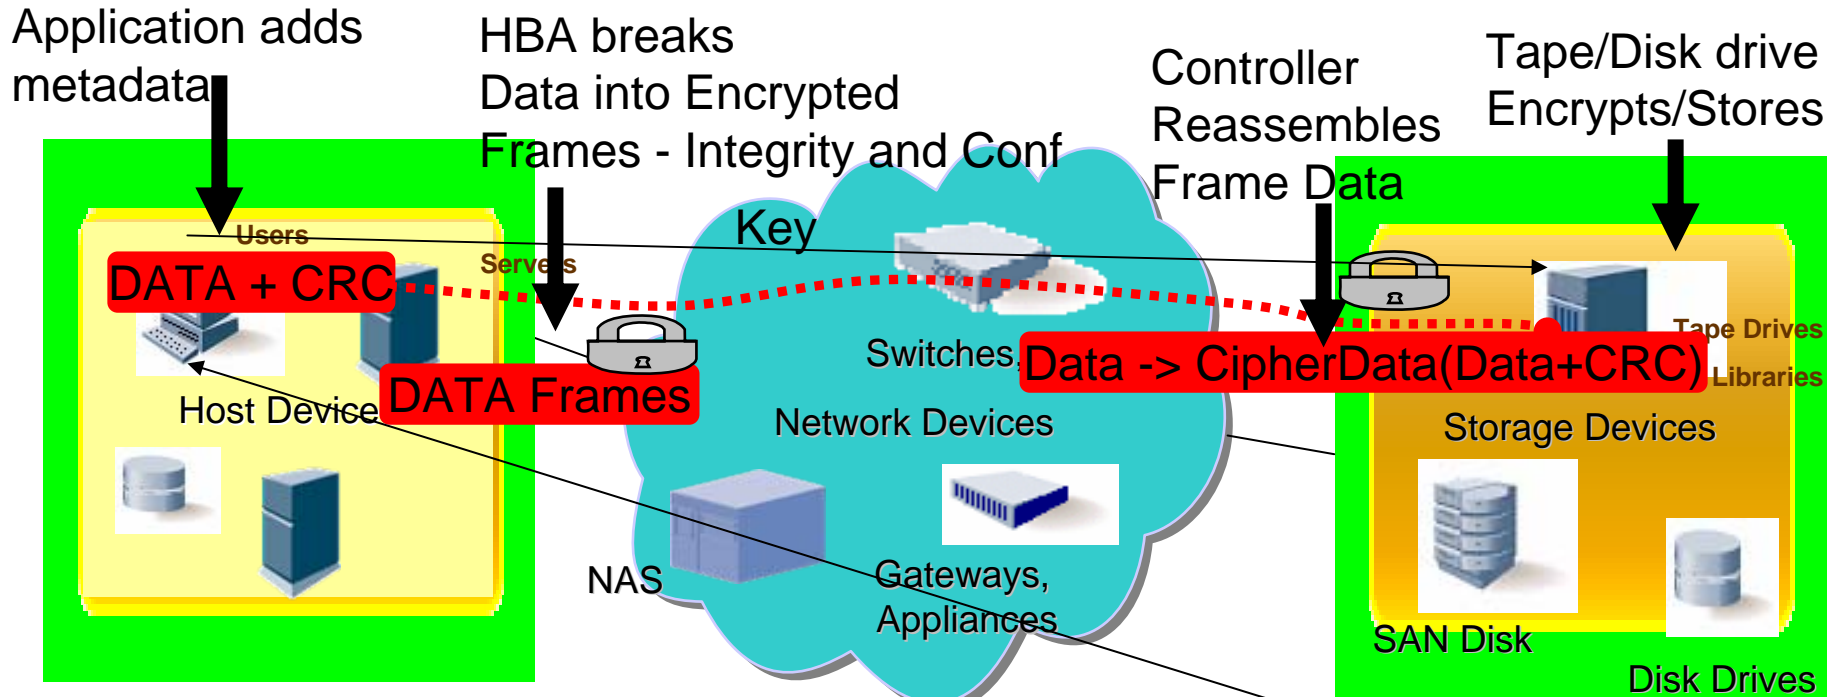 Application adds
metadata
HBA breaks
Data into Encrypted
Frames - Integrity and Conf
Controller
Reassembles
Frame Data
Tape/Disk drive
Encrypts/Stores
Key
Users
Servers
DATA + CRC
DATA Frames
Host Device
Switches,
Data -> CipherData(Data+CRC)
Tape Drives
Libraries
Network Devices
Storage Devices
NAS
Gateways,
Appliances
SAN Disk
Disk Drives